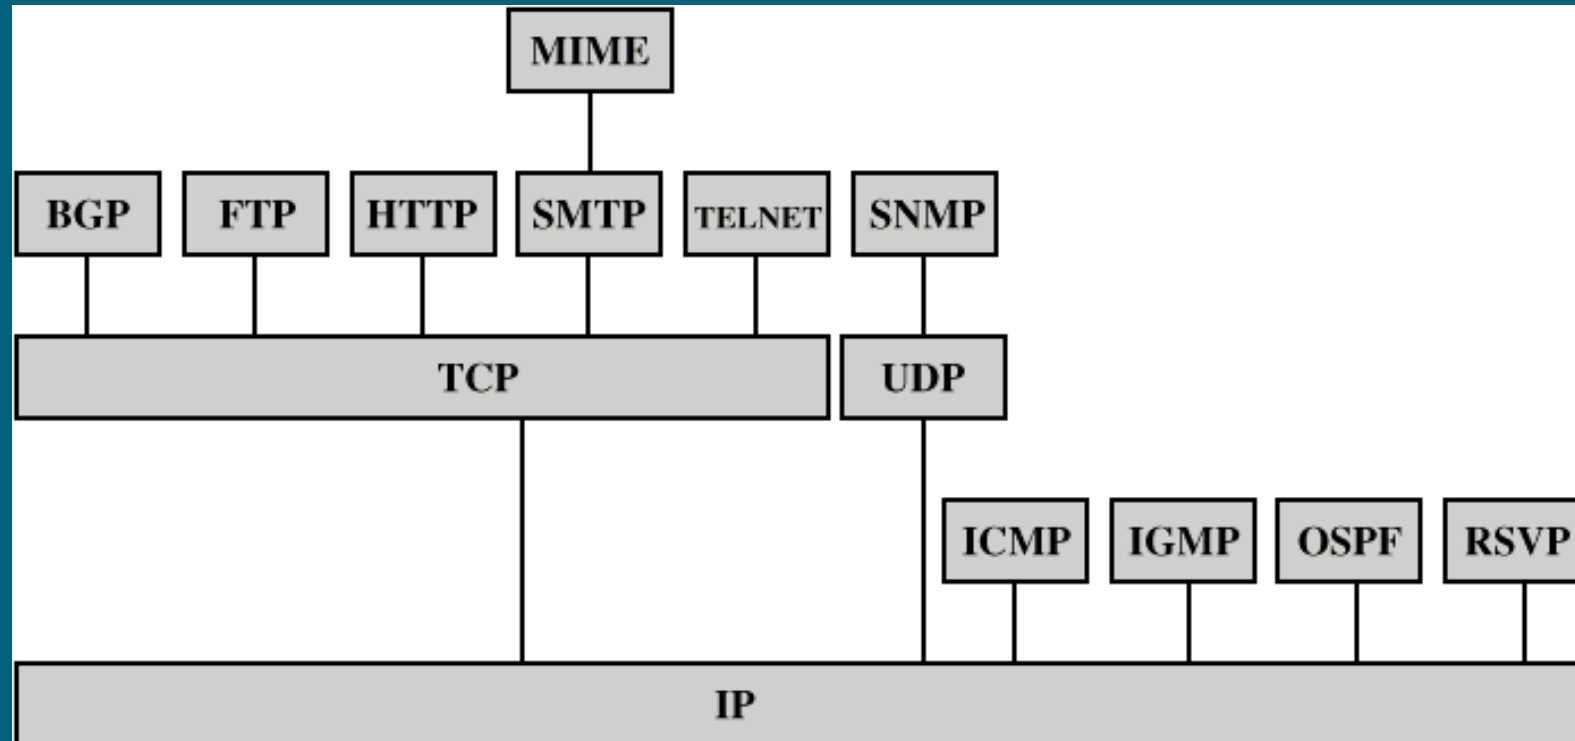 MIME
BGP FTP HTTP SMTP TELNET SNMP
TCP UDP
ICMP IGMP OSPF RSVP
IP